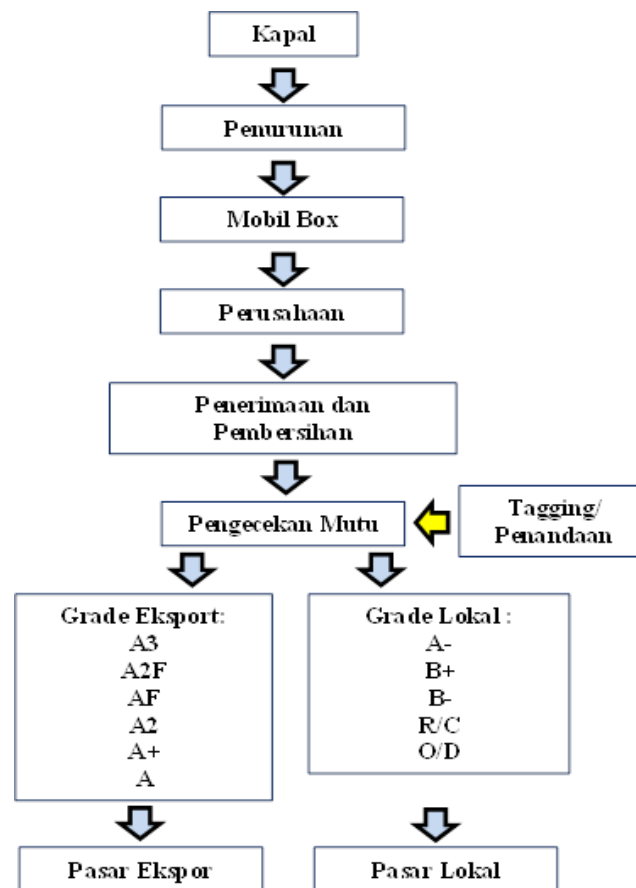 Kapal
Penurunan
Mobil Box
Perusahaan
Penerimaan dan
Pembersihan
Pengecekan Mutu
Tagging/
Penandaan
Grade Eksport:
A3
A2F
AF
A2
A+
A
Grade Lokal :
A-
B+
B-
R/C
O/D
Pasar Ekspor
Pasar Lokal